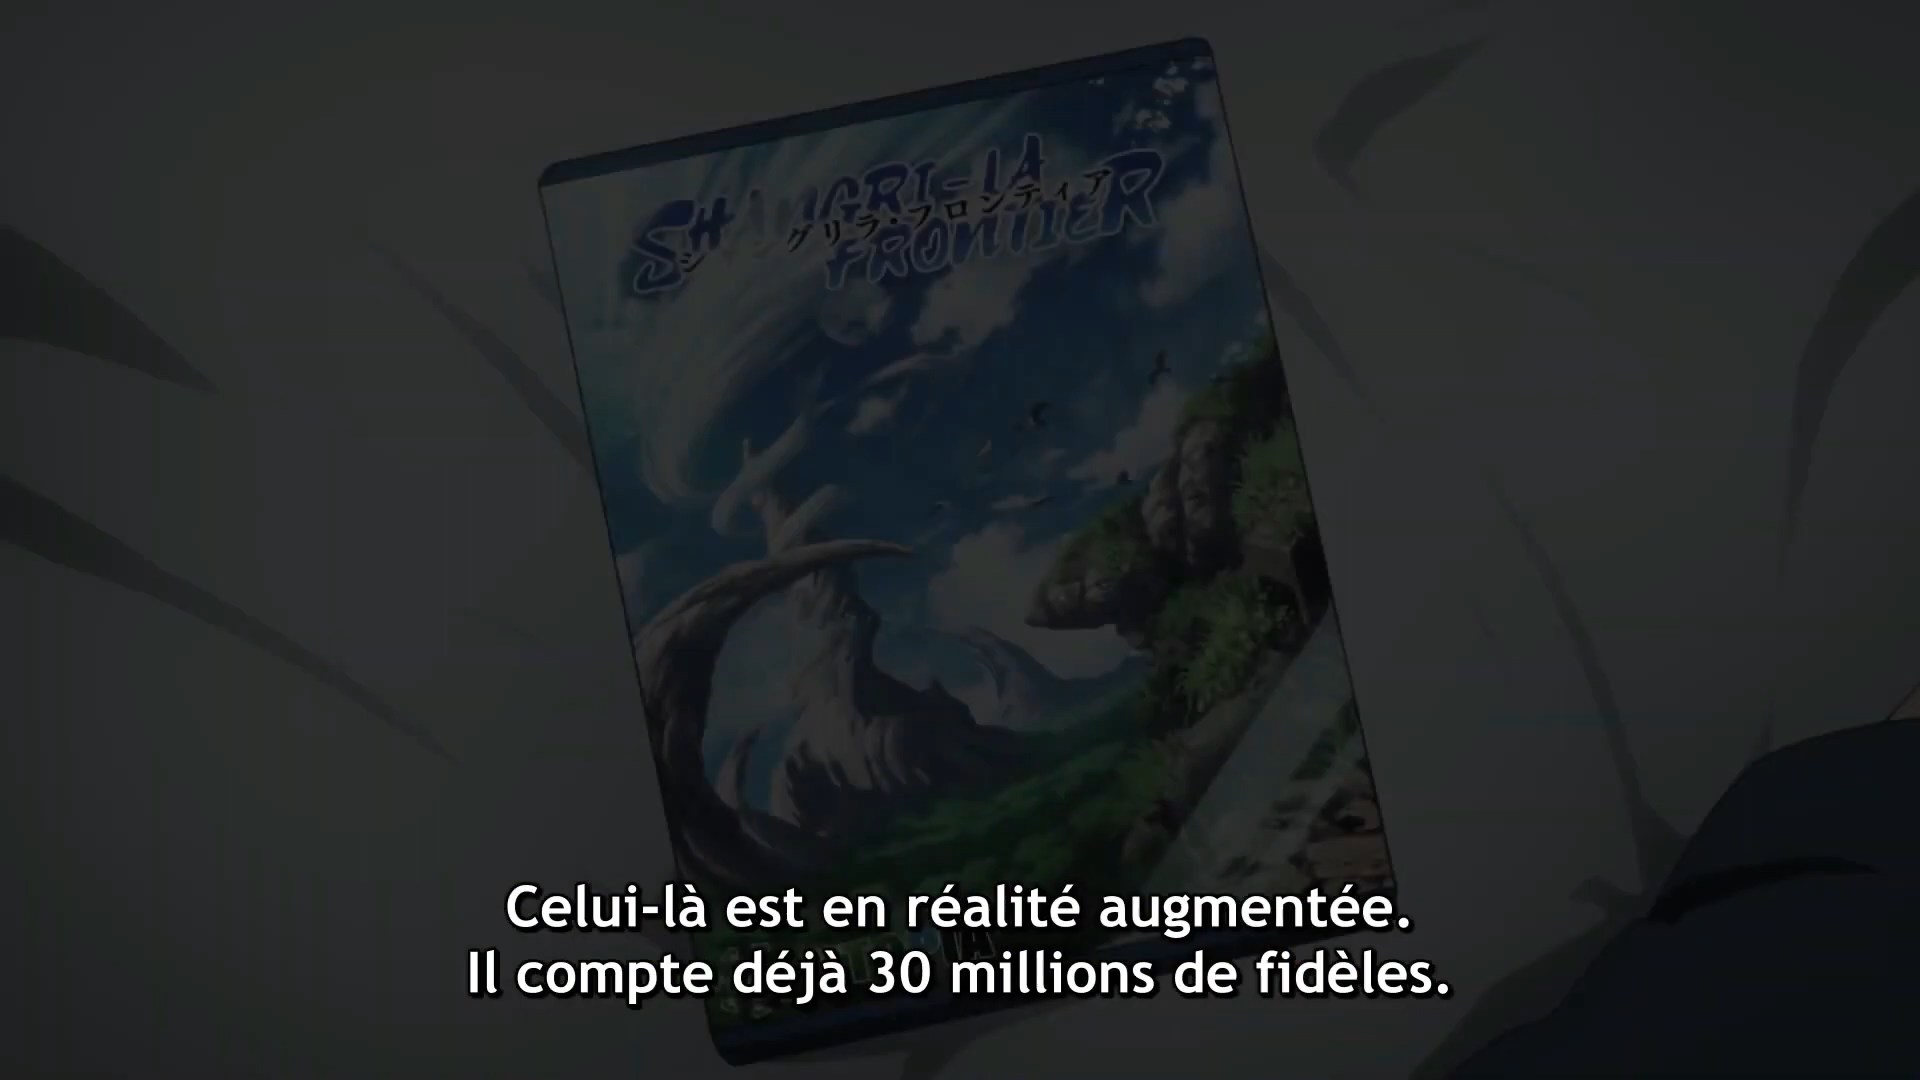 SHANGRI-LA
シャングリラ・フロンティア
FRONTIER
Celui-là est en réalité augmentée.
Il compte déjà 30 millions de fidèles.